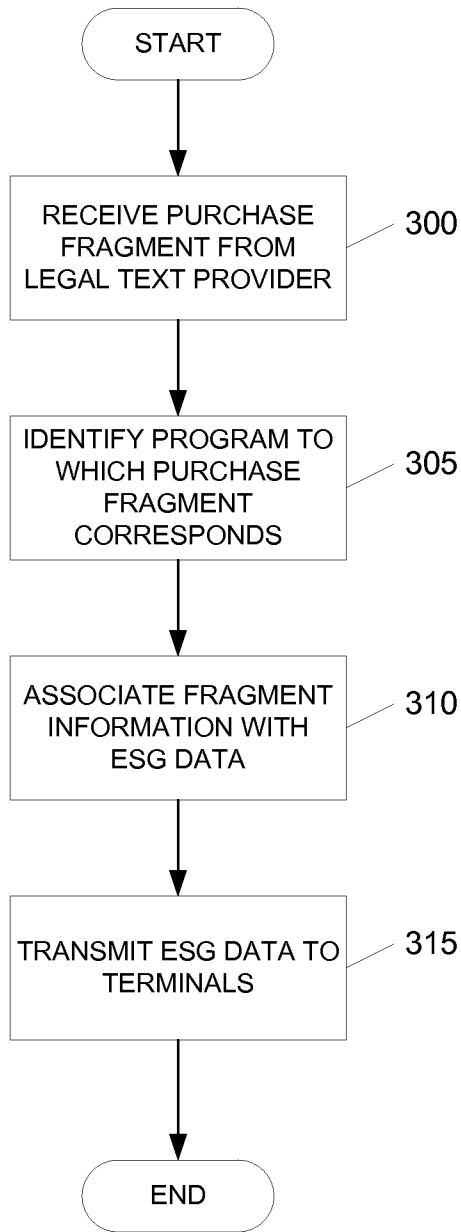 START
RECEIVE PURCHASE
FRAGMENT FROM
LEGAL TEXT PROVIDER
300
IDENTIFY PROGRAM TO
WHICH PURCHASE
FRAGMENT
CORRESPONDS
305
ASSOCIATE FRAGMENT
INFORMATION WITH
ESG DATA
310
TRANSMIT ESG DATA TO
TERMINALS
315
END